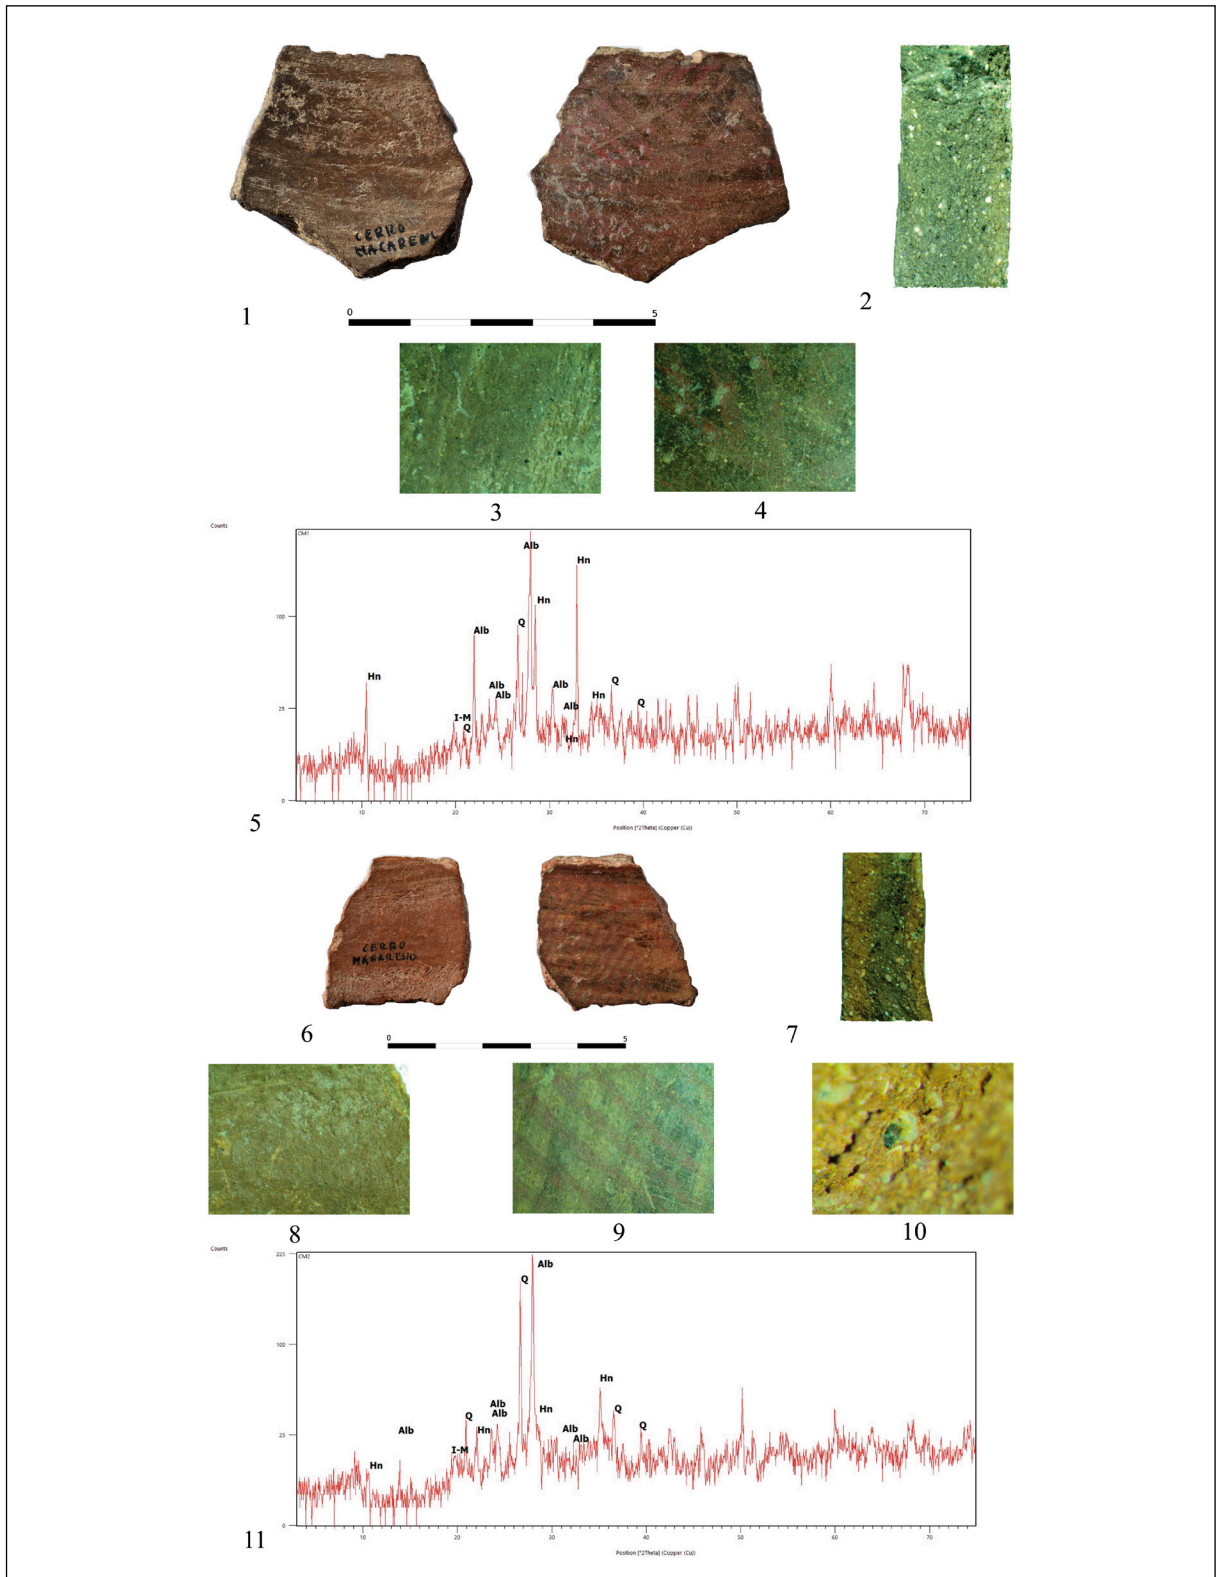 CERRO
MACARENO
1
0 5
2
3
4
Counts
CM1
Alb
Hn
Hn
Q
Alb
Hn
Alb
Alb
Alb
Q
Hn
Alb
I-M
Q
Q
Hn
100
25
0
10 20 30 40 50 60 70
Position [°2Theta] (Copper (Cu))
5
CERRO
MACARENO
6
0 5
7
8
9
10
Counts
CM2
225
Alb
Q
100
Hn
Alb
Alb
Hn
Q
Q
Hn
Q
Alb
25
Alb
Alb
I-M
Hn
0
10 20 30 40 50 60 70
Position [°2Theta] (Copper (Cu))
11